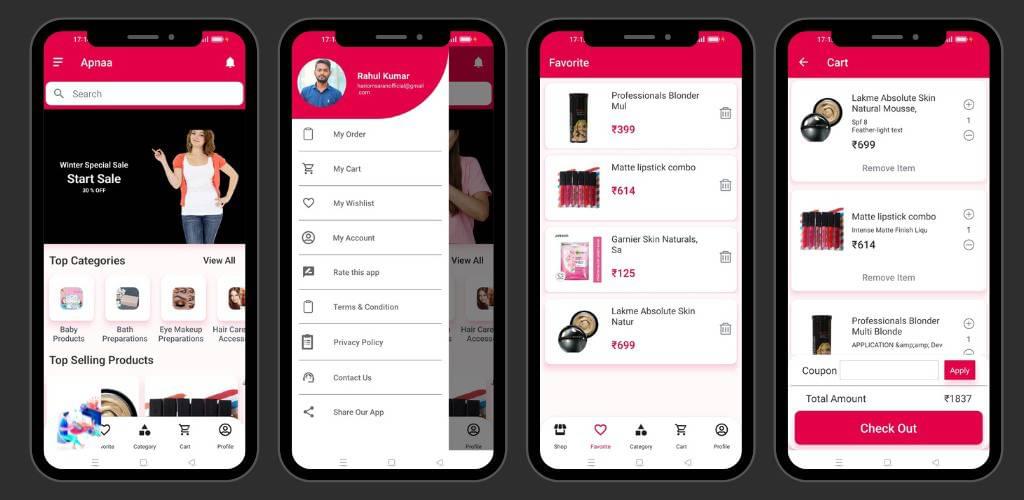 17:1
Apnaa
Search
Winter Special Sale
Start Sale
30 % OFF
Top Categories
View All
Baby
Products
Bath
Preparations
Eye Makeup
Preparations
Hair Care
Access
Top Selling Products
vorite
Category
Cart
Profile
17:1
Rahul Kumar
.com
My Order
My Cart
My Wishlist
My Account
Rate this app
Terms & Condition
Privacy Policy
Contact Us
Share Our App
View All
Hair Care
Access
Profile
17:1
Favorite
Professionals Blonder
Mul
₹399
Matte lipstick combo
₹614
Garnier Skin Naturals,
Sa
₹125
Lakme Absolute Skin
Natur
₹699
Shop
Favorite
Category
Cart
Profile
17:1
Cart
Lakme Absolute Skin
Natural Mousse,
Spf 8
Feather-light text
₹699
1
Remove Item
Matte lipstick combo
Intense Matte Finish Liqu
₹614
1
Remove Item
Professionals Blonder
Multi Blonde
APPLICATION &amp;amp; Dev
1
Coupon
Apply
Total Amount
₹1837
Check Out